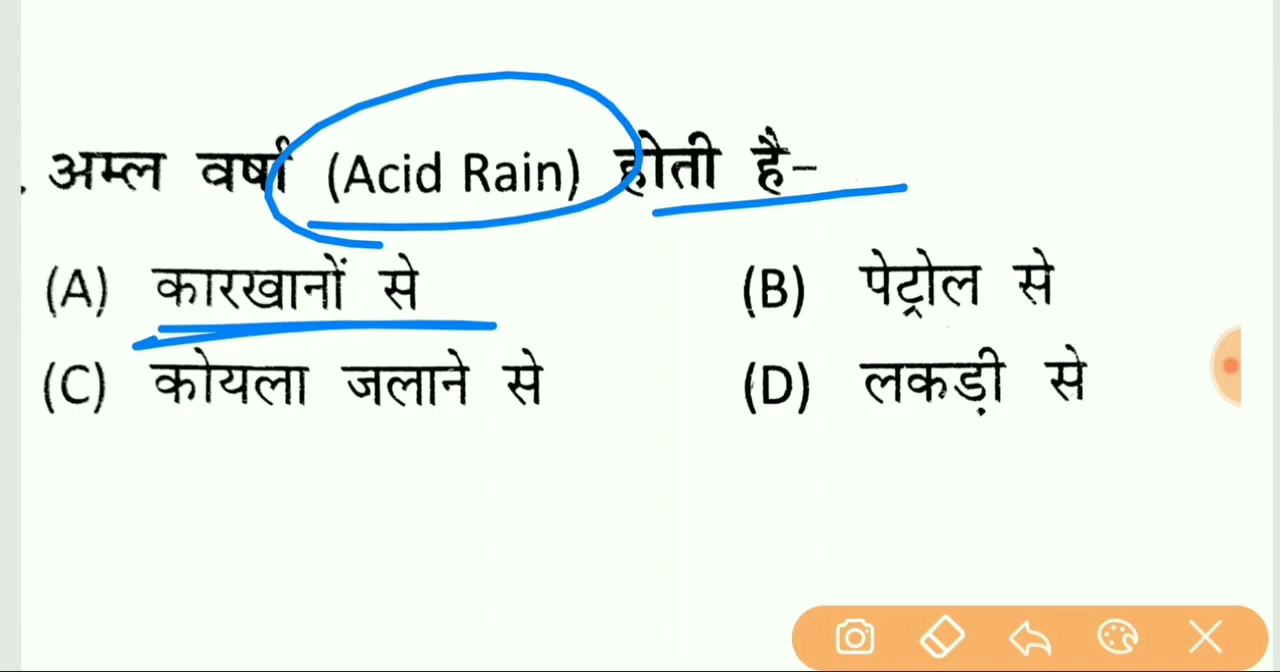 . अम्ल वर्षा (Acid Rain) होती है–
(A) कारखानों से (B) पेट्रोल से
(C) कोयला जलाने से (D) लकड़ी से